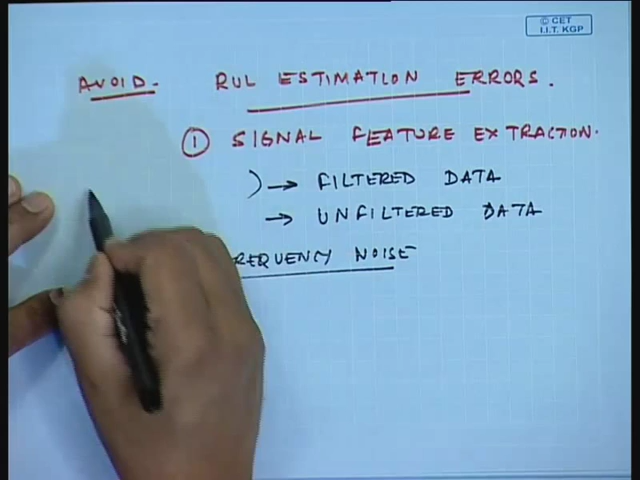 © CET
I.I.T. KGP
AVOID. RUL ESTIMATION ERRORS.
1 SIGNAL FEATURE EXTRACTION.
) → FILTERED DATA
→ UNFILTERED DATA
NOISE